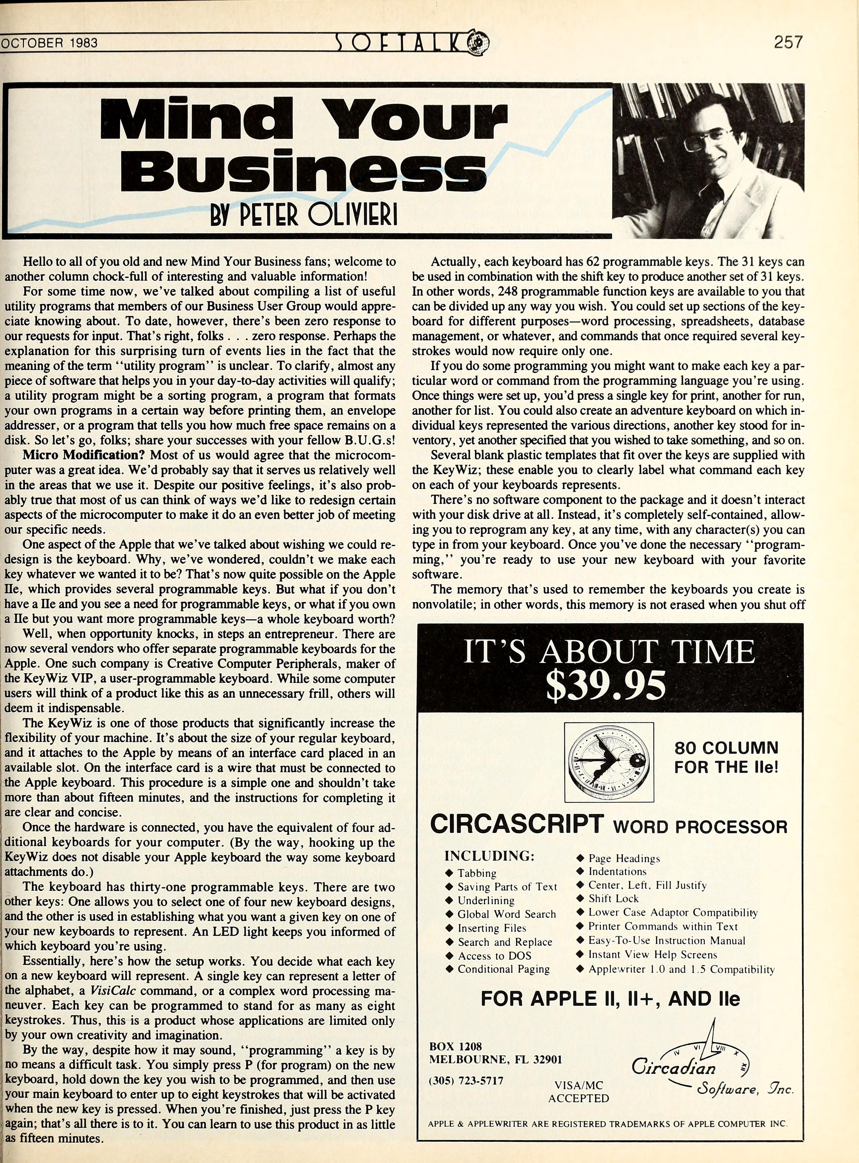 OCTOBER 1983
SOFTALK
257
Mind Your
Business
BY PETER OLIVIERI
Hello to all of you old and new Mind Your Business fans; welcome to
another column chock-full of interesting and valuable information!
For some time now, we've talked about compiling a list of useful
utility programs that members of our Business User Group would appre-
ciate knowing about. To date, however, there's been zero response to
our requests for input. That's right, folks . . . zero response. Perhaps the
explanation for this surprising turn of events lies in the fact that the
meaning of the term "utility program" is unclear. To clarify, almost any
piece of software that helps you in your day-to-day activities will qualify;
a utility program might be a sorting program, a program that formats
your own programs in a certain way before printing them, an envelope
addresser, or a program that tells you how much free space remains on a
disk. So let's go, folks; share your successes with your fellow B.U.G.s!
Micro Modification? Most of us would agree that the microcom-
puter was a great idea. We'd probably say that it serves us relatively well
in the areas that we use it. Despite our positive feelings, it's also prob-
ably true that most of us can think of ways we'd like to redesign certain
aspects of the microcomputer to make it do an even better job of meeting
our specific needs.
One aspect of the Apple that we've talked about wishing we could re-
design is the keyboard. Why, we've wondered, couldn't we make each
key whatever we wanted it to be? That's now quite possible on the Apple
IIe, which provides several programmable keys. But what if you don't
have a IIe and you see a need for programmable keys, or what if you own
a IIe but you want more programmable keys—a whole keyboard worth?
Well, when opportunity knocks, in steps an entrepreneur. There are
now several vendors who offer separate programmable keyboards for the
Apple. One such company is Creative Computer Peripherals, maker of
the KeyWiz VIP, a user-programmable keyboard. While some computer
users will think of a product like this as an unnecessary frill, others will
deem it indispensable.
The KeyWiz is one of those products that significantly increase the
flexibility of your machine. It's about the size of your regular keyboard,
and it attaches to the Apple by means of an interface card placed in an
available slot. On the interface card is a wire that must be connected to
the Apple keyboard. This procedure is a simple one and shouldn't take
more than about fifteen minutes, and the instructions for completing it
are clear and concise.
Once the hardware is connected, you have the equivalent of four ad-
ditional keyboards for your computer. (By the way, hooking up the
KeyWiz does not disable your Apple keyboard the way some keyboard
attachments do.)
The keyboard has thirty-one programmable keys. There are two
other keys: One allows you to select one of four new keyboard designs,
and the other is used in establishing what you want a given key on one of
your new keyboards to represent. An LED light keeps you informed of
which keyboard you're using.
Essentially, here's how the setup works. You decide what each key
on a new keyboard will represent. A single key can represent a letter of
the alphabet, a VisiCalc command, or a complex word processing ma-
neuver. Each key can be programmed to stand for as many as eight
keystrokes. Thus, this is a product whose applications are limited only
by your own creativity and imagination.
By the way, despite how it may sound, "programming" a key is by
no means a difficult task. You simply press P (for program) on the new
keyboard, hold down the key you wish to be programmed, and then use
your main keyboard to enter up to eight keystrokes that will be activated
when the new key is pressed. When you're finished, just press the P key
again; that's all there is to it. You can learn to use this product in as little
as fifteen minutes.
Actually, each keyboard has 62 programmable keys. The 31 keys can
be used in combination with the shift key to produce another set of 31 keys.
In other words, 248 programmable function keys are available to you that
can be divided up any way you wish. You could set up sections of the key-
board for different purposes—word processing, spreadsheets, database
management, or whatever, and commands that once required several key-
strokes would now require only one.
If you do some programming you might want to make each key a par-
ticular word or command from the programming language you're using.
Once things were set up, you'd press a single key for print, another for run,
another for list. You could also create an adventure keyboard on which in-
dividual keys represented the various directions, another key stood for in-
ventory, yet another specified that you wished to take something, and so on.
Several blank plastic templates that fit over the keys are supplied with
the KeyWiz; these enable you to clearly label what command each key
on each of your keyboards represents.
There's no software component to the package and it doesn't interact
with your disk drive at all. Instead, it's completely self-contained, allow-
ing you to reprogram any key, at any time, with any character(s) you can
type in from your keyboard. Once you've done the necessary "program-
ming," you're ready to use your new keyboard with your favorite
software.
The memory that's used to remember the keyboards you create is
nonvolatile; in other words, this memory is not erased when you shut off
IT'S ABOUT TIME
$39.95
80 COLUMN
FOR THE IIe!
CIRCASCRIPT WORD PROCESSOR
INCLUDING:
◆ Tabbing
◆ Saving Parts of Text
◆ Underlining
◆ Global Word Search
◆ Inserting Files
◆ Search and Replace
◆ Access to DOS
◆ Conditional Paging
◆ Page Headings
◆ Indentations
◆ Center, Left, Fill Justify
◆ Shift Lock
◆ Lower Case Adaptor Compatibility
◆ Printer Commands within Text
◆ Easy-To-Use Instruction Manual
◆ Instant View Help Screens
◆ Applewriter 1.0 and 1.5 Compatibility
FOR APPLE II, II+, AND IIe
BOX 1208
MELBOURNE, FL 32901
(305) 723-5717
VISA/MC
ACCEPTED
IV VI VIII X
Circadian
Software, Inc.
APPLE & APPLEWRITER ARE REGISTERED TRADEMARKS OF APPLE COMPUTER INC.